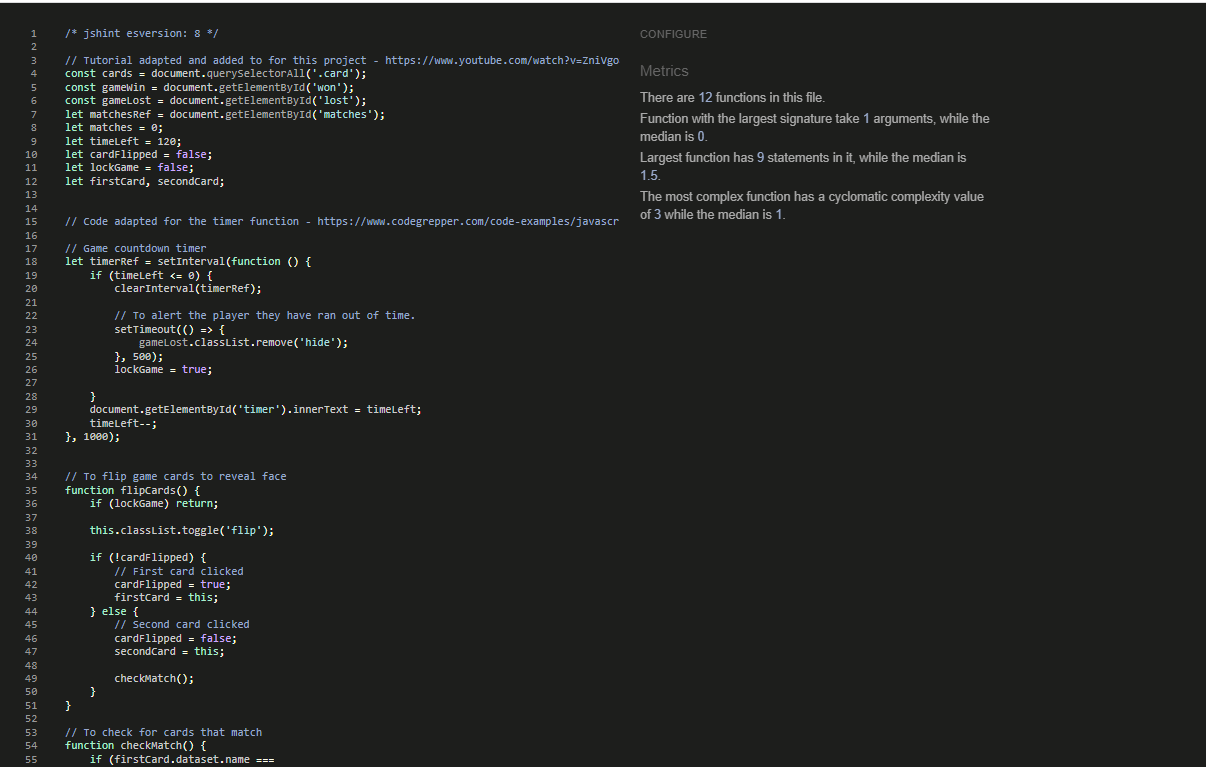 1 /* jshint esversion: 8 */
2
3 // Tutorial adapted and added to for this project - https://www.youtube.com/watch?v=ZniVgo
4 const cards = document.querySelectorAll('.card');
5 const gameWin = document.getElementById('won');
6 const gameLost = document.getElementById('lost');
7 let matchesRef = document.getElementById('matches');
8 let matches = 0;
9 let timeLeft = 120;
10 let cardFlipped = false;
11 let lockGame = false;
12 let firstCard, secondCard;
13
14
15 // Code adapted for the timer function - https://www.codegrepper.com/code-examples/javascr
16
17 // Game countdown timer
18 let timerRef = setInterval(function () {
19 if (timeLeft <= 0) {
20 clearInterval(timerRef);
21
22 // To alert the player they have ran out of time.
23 setTimeout(() => {
24 gameLost.classList.remove('hide');
25 }, 500);
26 lockGame = true;
27
28 }
29 document.getElementById('timer').innerText = timeLeft;
30 timeLeft--;
31 }, 1000);
32
33
34 // To flip game cards to reveal face
35 function flipCards() {
36 if (lockGame) return;
37
38 this.classList.toggle('flip');
39
40 if (!cardFlipped) {
41 // First card clicked
42 cardFlipped = true;
43 firstCard = this;
44 } else {
45 // Second card clicked
46 cardFlipped = false;
47 secondCard = this;
48
49 checkMatch();
50 }
51 }
52
53 // To check for cards that match
54 function checkMatch() {
55 if (firstCard.dataset.name ===
CONFIGURE
Metrics
There are 12 functions in this file.
Function with the largest signature take 1 arguments, while the
median is 0.
Largest function has 9 statements in it, while the median is
1.5.
The most complex function has a cyclomatic complexity value
of 3 while the median is 1.